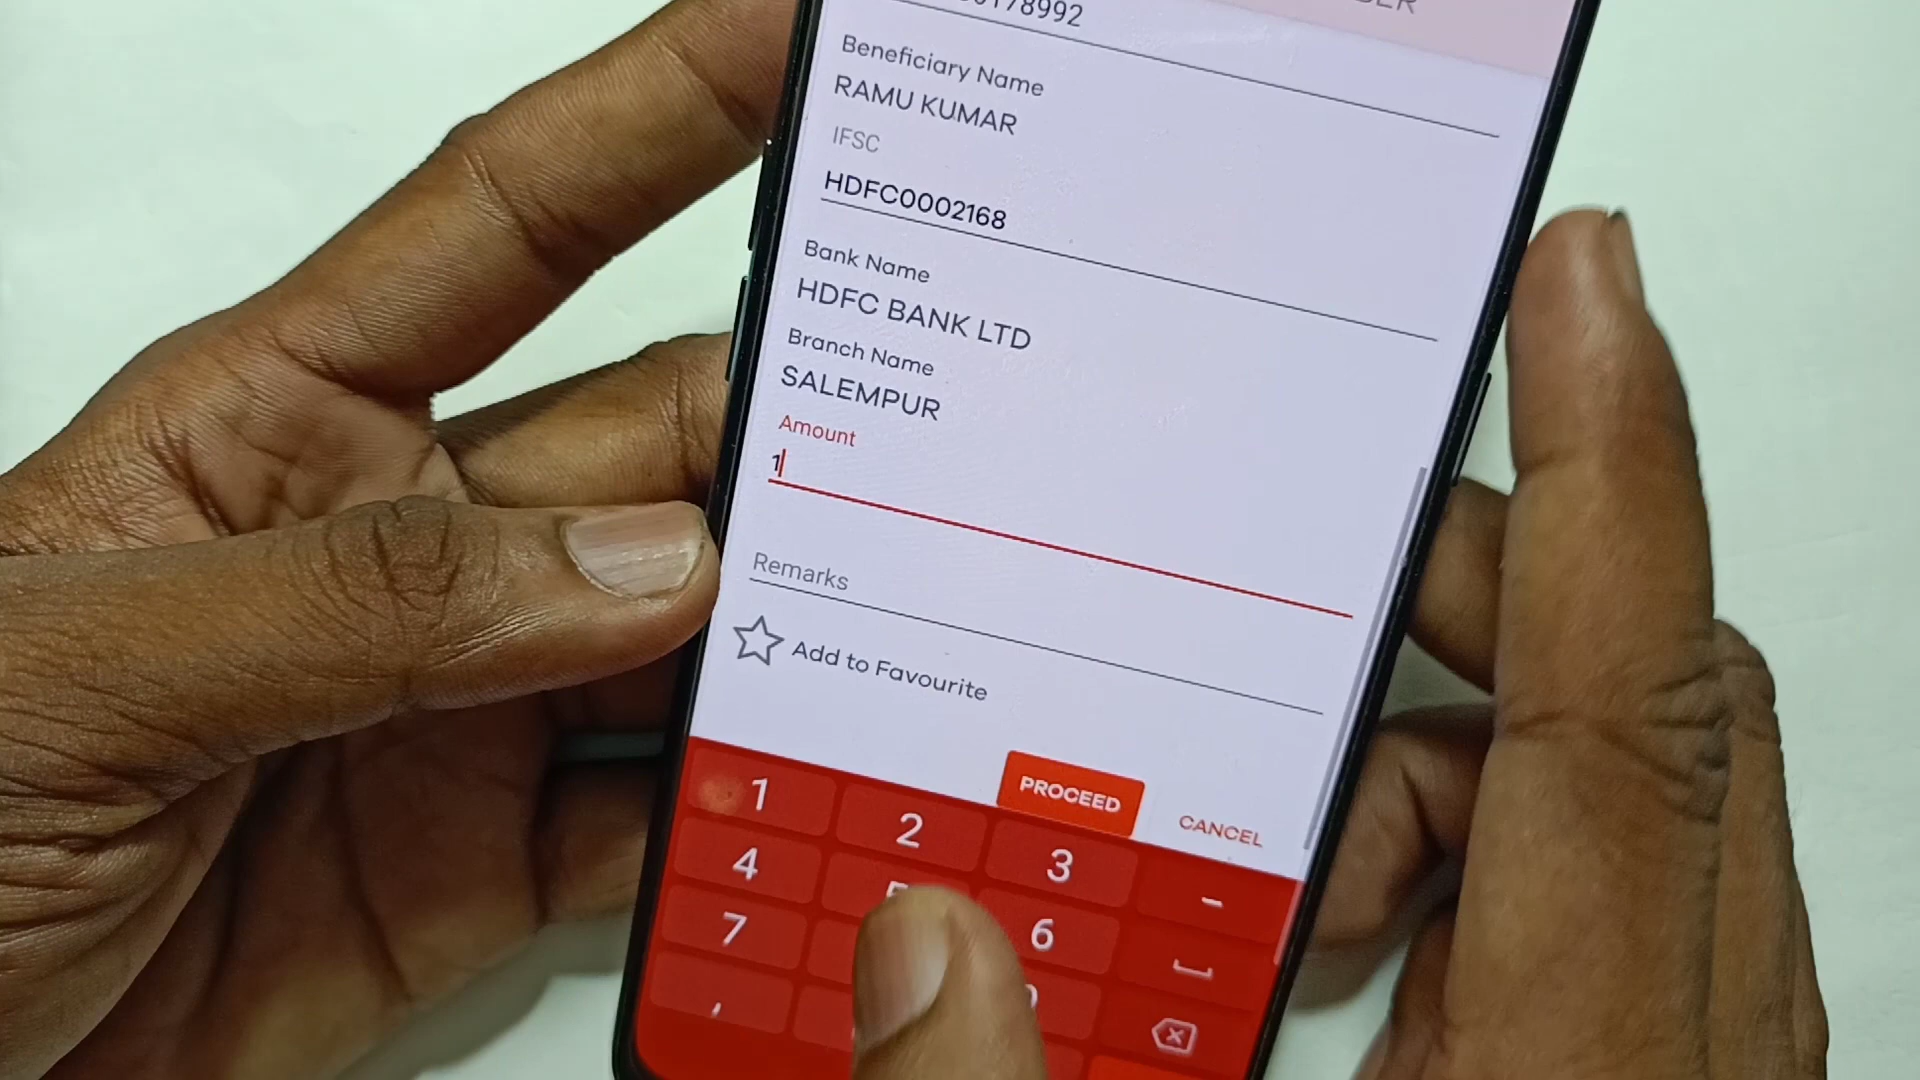 78992
Beneficiary Name
RAMU KUMAR
IFSC
HDFC0002168
Bank Name
HDFC BANK LTD
Branch Name
SALEMPUR
Amount
1
Remarks
Add to Favourite
PROCEED
CANCEL
1 2 3 -
4 6
7
,